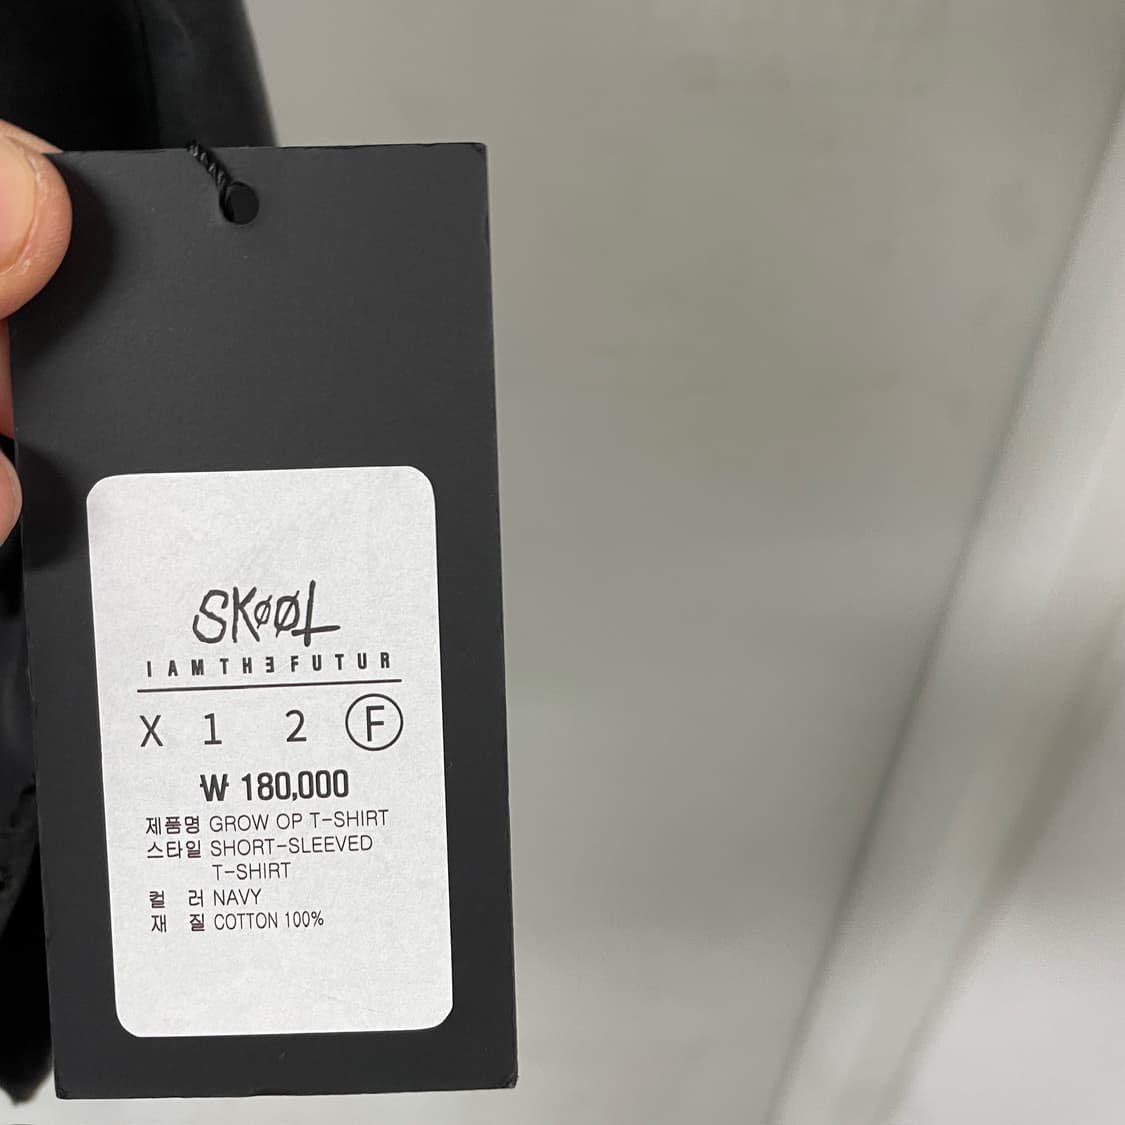 SKØØL
I A M T H Ǝ F U T U R
X 1 2 F
₩ 180,000
제품명 GROW OP T-SHIRT
스타일 SHORT-SLEEVED
T-SHIRT
컬 러 NAVY
재 질 COTTON 100%